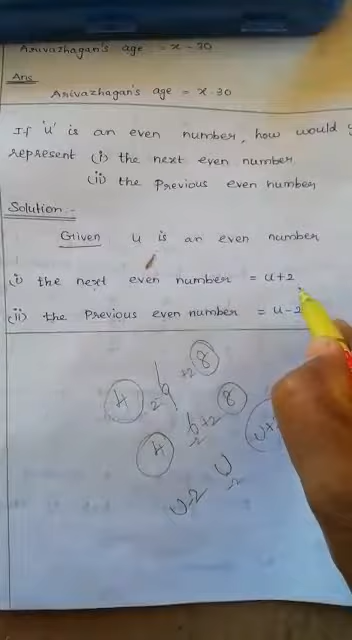 Arivazhagan's age = x - 30
Ans
Arivazhagan's age = x - 30
If 'u' is an even number, how would y
represent (i) the next even number
(ii) the Previous even number
Solution:-
Given u is an even number
(i) the next even number = u+2
(ii) the Previous even number = u-2
4 -2 6 +2 8
4 6 -2 +2 8
u -2 u+
u-2